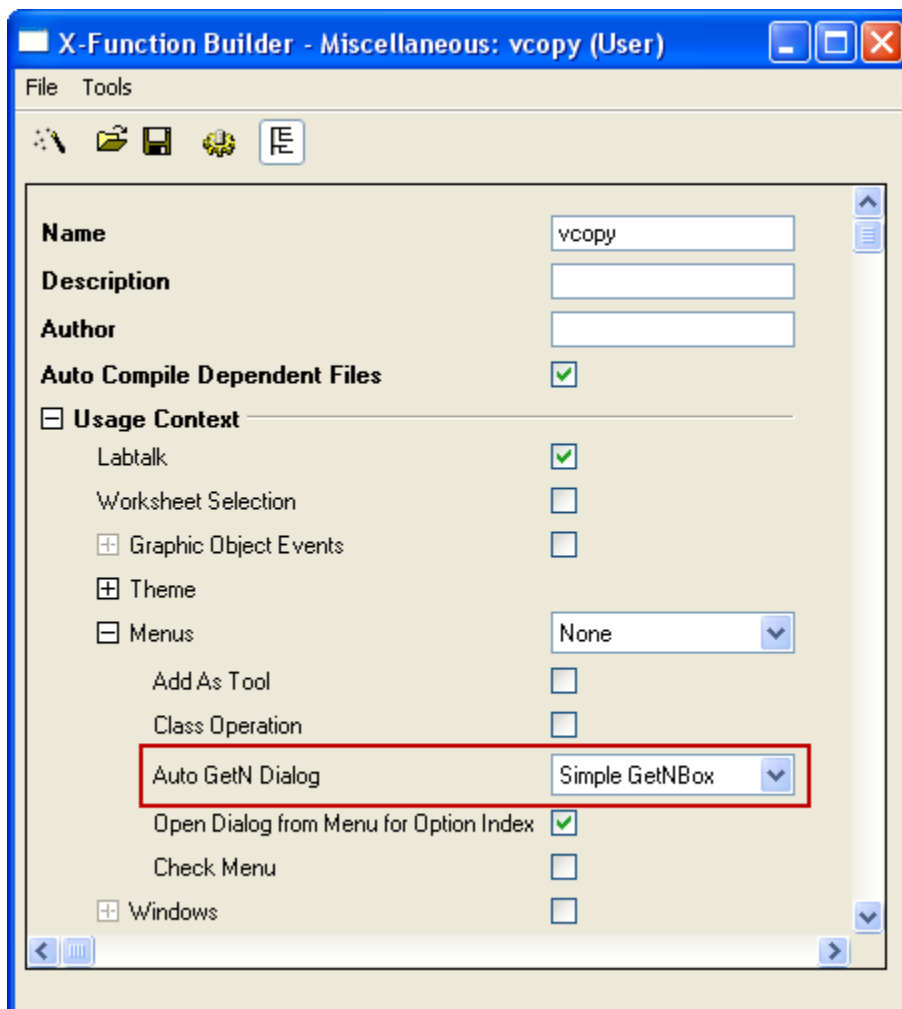 X-Function Builder - Miscellaneous: vcopy (User)
File Tools
Name vcopy
Description
Author
Auto Compile Dependent Files
Usage Context
Labtalk
Worksheet Selection
Graphic Object Events
Theme
Menus None
Add As Tool
Class Operation
Auto GetN Dialog Simple GetNBox
Open Dialog from Menu for Option Index
Check Menu
Windows